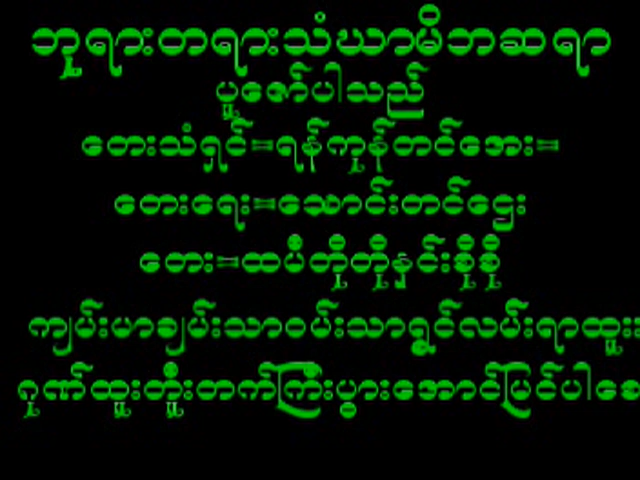 ဘုရားတရားသံဃာမိဘဆရာ
ပူဇော်ပါသည်
တေးသံရှင်=ရန်ကုန်တင်အေး=
တေးရေး=သောင်းတင်ဌေး
တေး=ထပ်တိုတိုနှင်းစိုစို
ကျမ်းမာချမ်းသာဝမ်းသာရွှင်လမ်းရာထူး
ဂုဏ်ထူးတိုးတက်ကြီးပွားအောင်မြင်ပါစေ